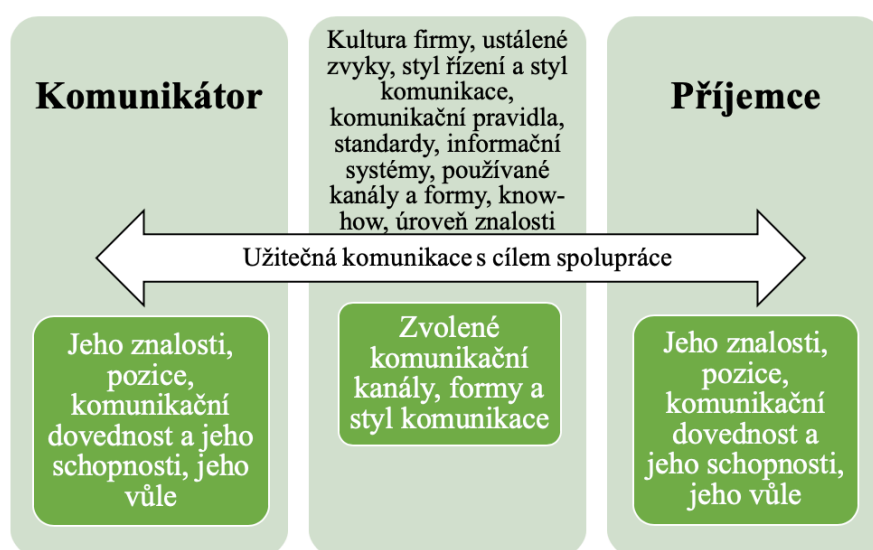 Komunikátor
Kultura firmy, ustálené
zvyky, styl řízení a styl
komunikace,
komunikační pravidla,
standardy, informační
systémy, používané
kanály a formy, know-
how, úroveň znalosti
Příjemce
Užitečná komunikace s cílem spolupráce
Jeho znalosti,
pozice,
komunikační
dovednost a jeho
schopnosti, jeho
vůle
Zvolené
komunikační
kanály, formy a
styl komunikace
Jeho znalosti,
pozice,
komunikační
dovednost a
jeho schopnosti,
jeho vůle